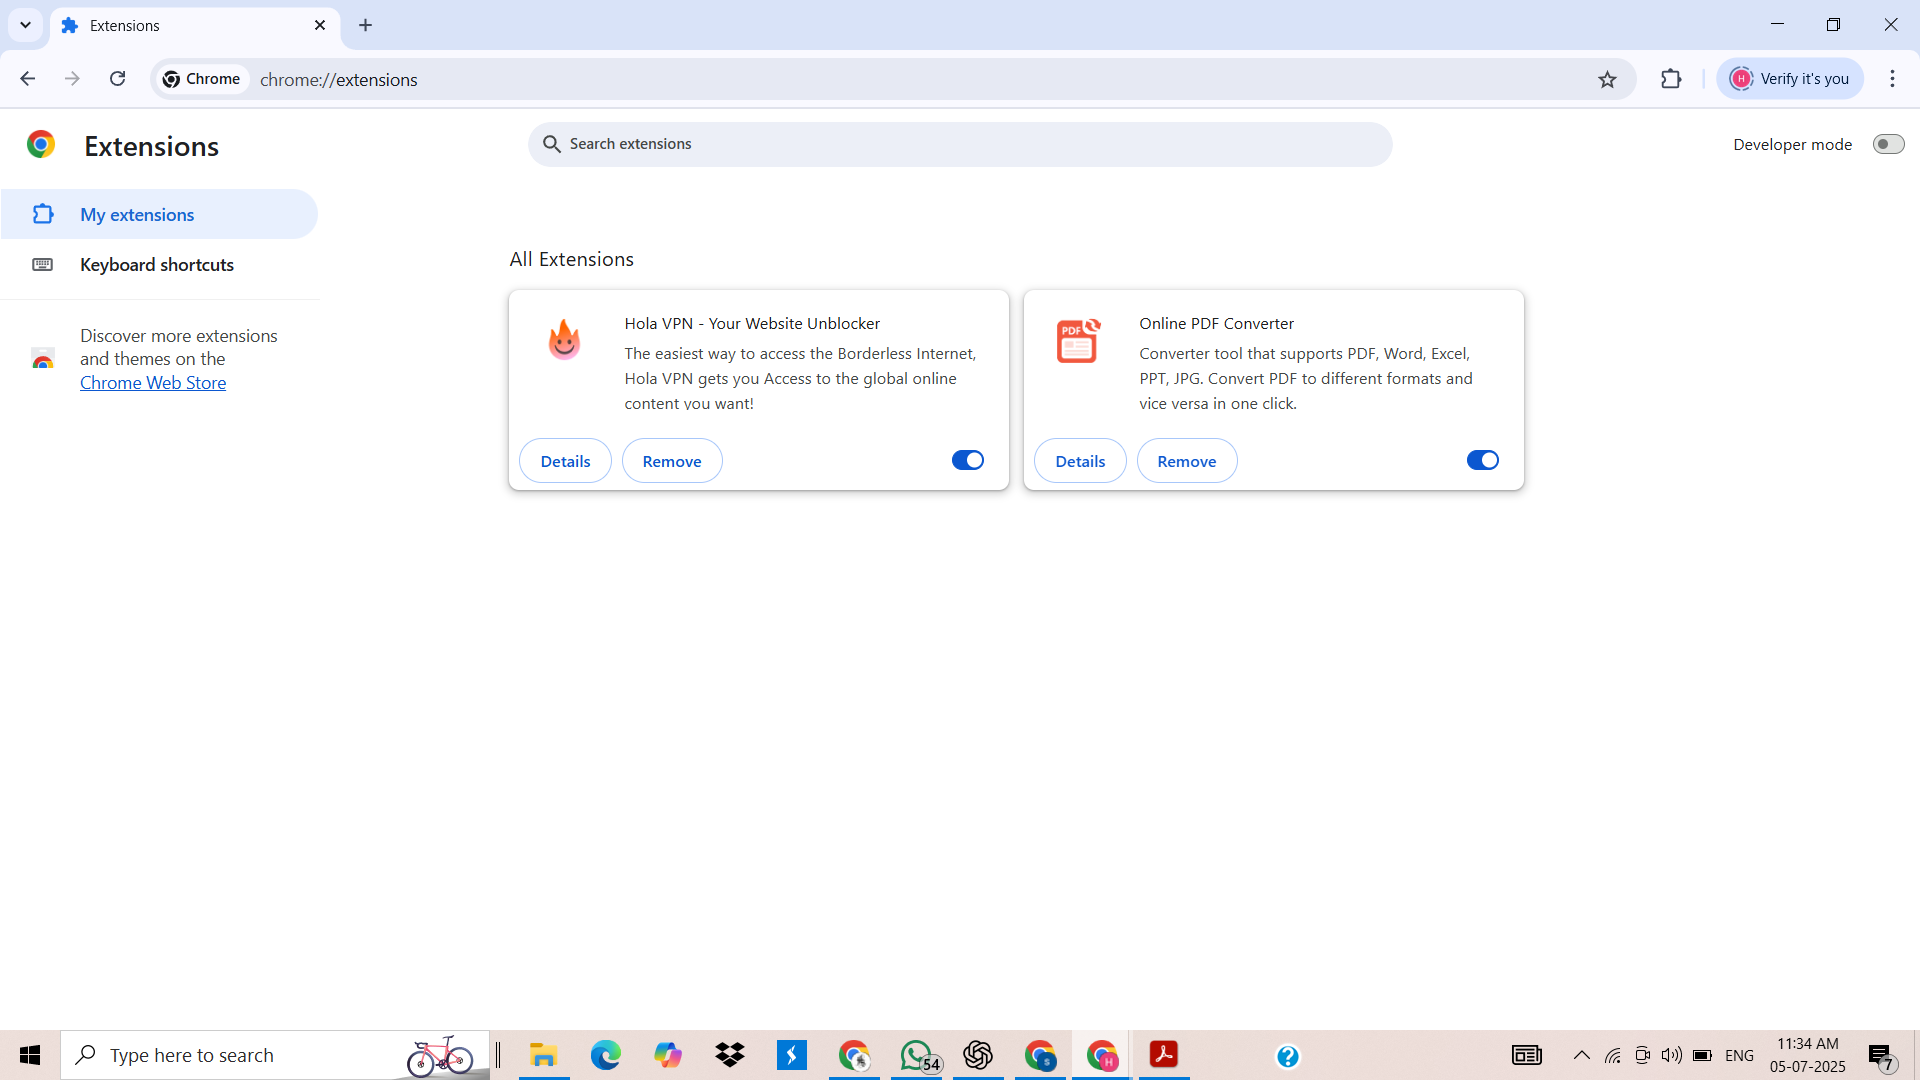 Extensions
Chrome
chrome://extensions
H
Verify it's you
Extensions
Search extensions
Developer mode
My extensions
Keyboard shortcuts
Discover more extensions
and themes on the
Chrome Web Store
All Extensions
Hola VPN - Your Website Unblocker
The easiest way to access the Borderless Internet,
Hola VPN gets you Access to the global online
content you want!
Details
Remove
PDF
Online PDF Converter
Converter tool that supports PDF, Word, Excel,
PPT, JPG. Convert PDF to different formats and
vice versa in one click.
Details
Remove
Type here to search
54
S
H
?
ENG
11:34 AM
05-07-2025
7